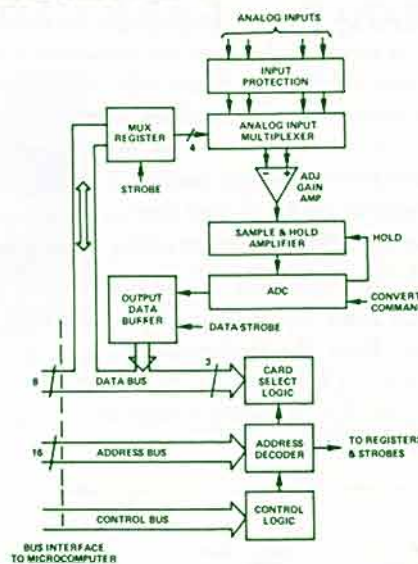 ANALOG INPUTS
INPUT
PROTECTION
MUX
REGISTER
4
ANALOG INPUT
MULTIPLEXER
STROBE
− +
ADJ
GAIN
AMP
SAMPLE & HOLD
AMPLIFIER
HOLD
OUTPUT
DATA
BUFFER
ADC
CONVERT
COMMAND
DATA STROBE
8
DATA BUS
3
CARD
SELECT
LOGIC
16
ADDRESS BUS
ADDRESS
DECODER
TO REGISTERS
& STROBES
CONTROL BUS
CONTROL
LOGIC
BUS INTERFACE
TO MICROCOMPUTER